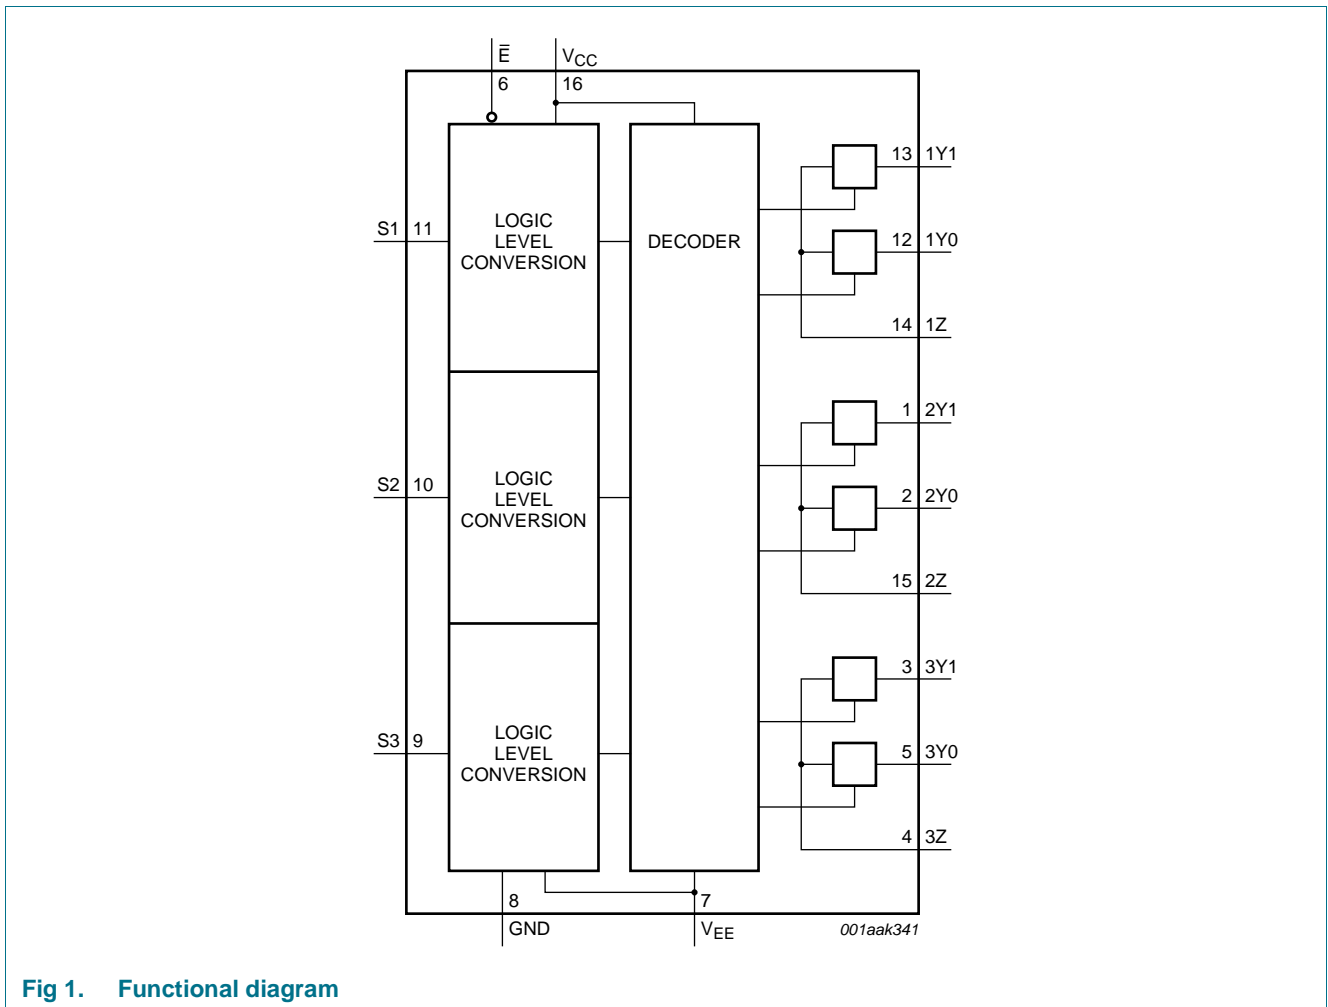 E̅ VCC
6 16
13 1Y1
LOGIC
LEVEL
CONVERSION
S1 11
DECODER
12 1Y0
14 1Z
1 2Y1
LOGIC
LEVEL
CONVERSION
S2 10
2 2Y0
15 2Z
3 3Y1
LOGIC
LEVEL
CONVERSION
S3 9
5 3Y0
4 3Z
8 7
GND VEE 001aak341
Fig 1. Functional diagram